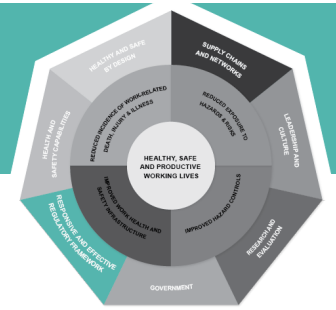 HEALTHY AND SAFE
BY DESIGN
SUPPLY CHAINS
AND NETWORKS
LEADERSHIP AND
CULTURE
RESEARCH AND
EVALUATION
GOVERNMENT
RESPONSIVE AND EFFECTIVE
REGULATORY FRAMEWORK
HEALTH AND
SAFETY CAPABILITIES
REDUCED INCIDENCE OF WORK-RELATED
DEATH, INJURY & ILLNESS
REDUCED EXPOSURE TO
HAZARDS & RISKS
IMPROVED HAZARD CONTROLS
IMPROVED WORK HEALTH AND
SAFETY INFRASTRUCTURE
HEALTHY, SAFE
AND PRODUCTIVE
WORKING LIVES